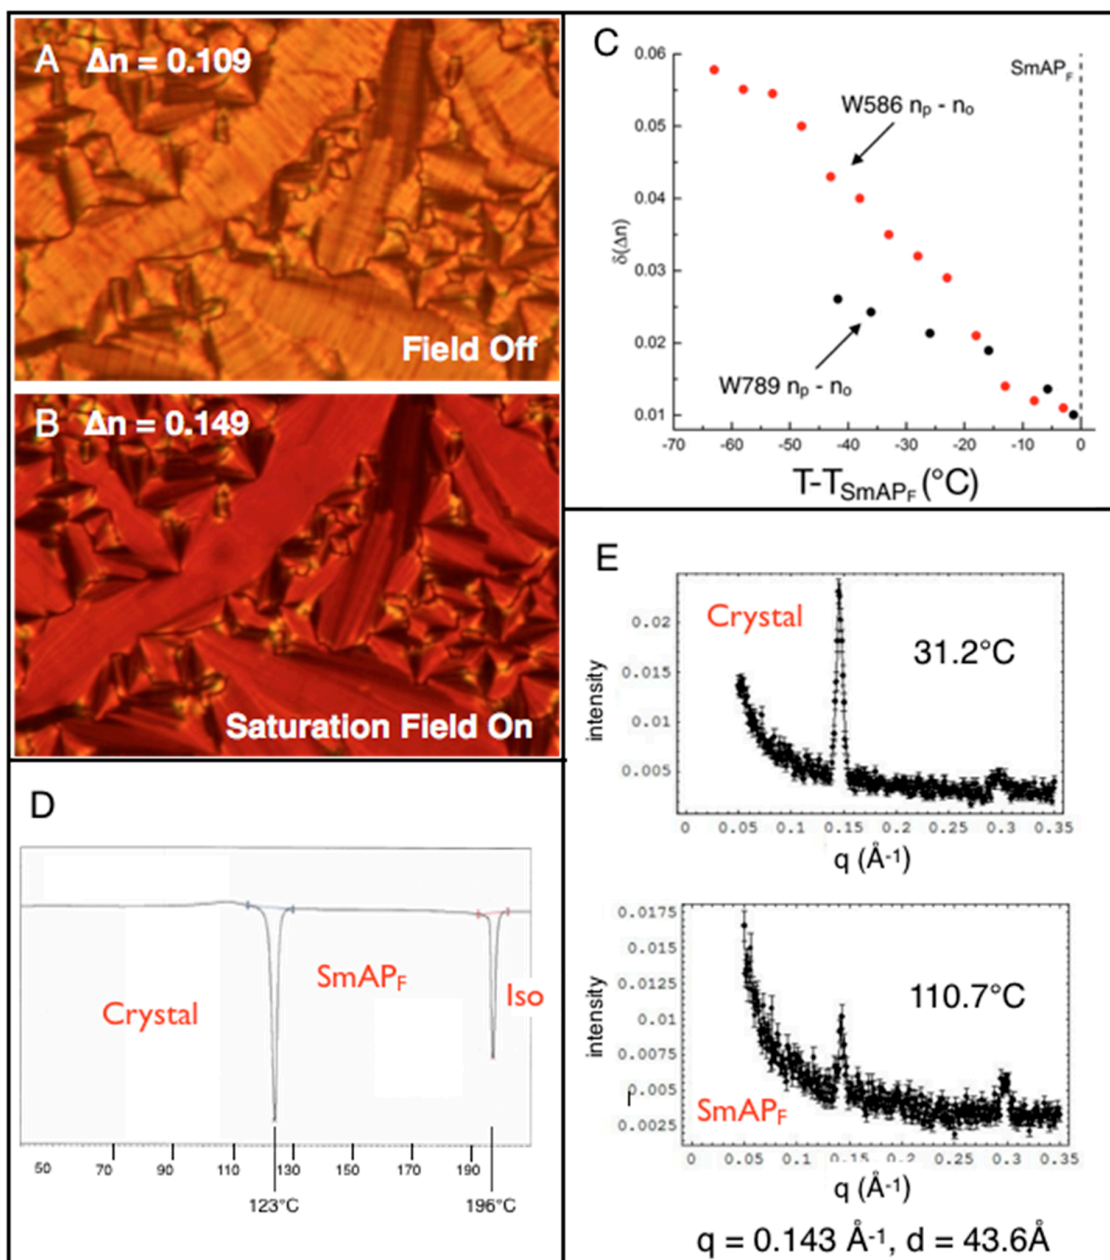 A Δn = 0.109
Field Off
B Δn = 0.149
Saturation Field On
C
0.06
0.05
0.04
0.03
0.02
0.01
δ(Δn)
SmAPF
W586 np - no
W789 np - no
-70 -60 -50 -40 -30 -20 -10 0
T-TSmAPF (°C)
D
Crystal
SmAPF
Iso
50 70 90 110 130 150 170 190
123°C 196°C
E
Crystal
31.2°C
intensity
0.02
0.015
0.01
0.005
0 0.05 0.1 0.15 0.2 0.25 0.3 0.35
q (Å-1)
0.0175
0.015
0.0125
0.01
0.0075
0.005
0.0025
intensity
110.7°C
SmAPF
0 0.05 0.1 0.15 0.25 0.35
q (Å-1)
q = 0.143 Å-1, d = 43.6Å